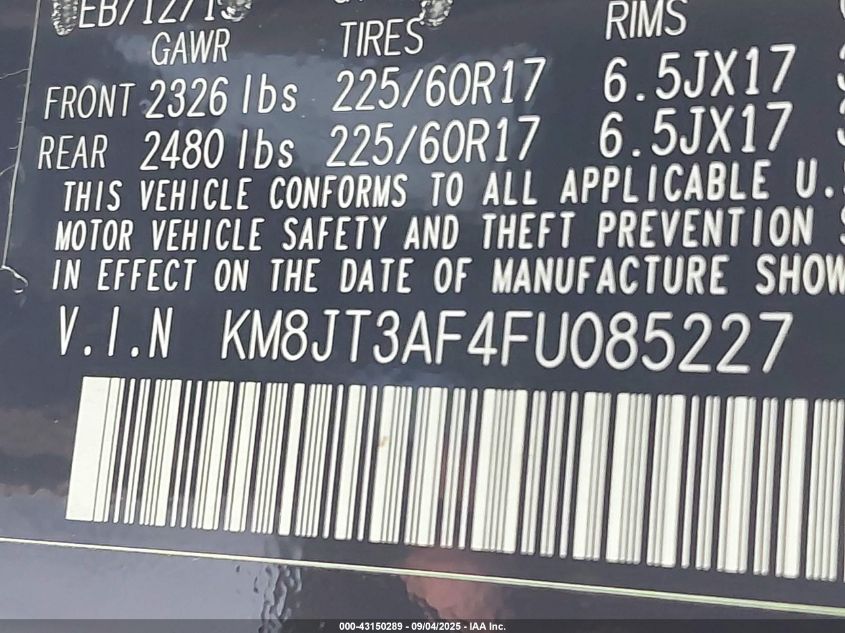 GAWR TIRES RIMS
FRONT 2326 lbs 225/60R17 6.5JX17
REAR 2480 lbs 225/60R17 6.5JX17
THIS VEHICLE CONFORMS TO ALL APPLICABLE U.
MOTOR VEHICLE SAFETY AND THEFT PREVENTION
IN EFFECT ON THE DATE OF MANUFACTURE SHOW
V.I.N KM8JT3AF4FU085227
000-43150289 - 09/04/2025 - IAA Inc.